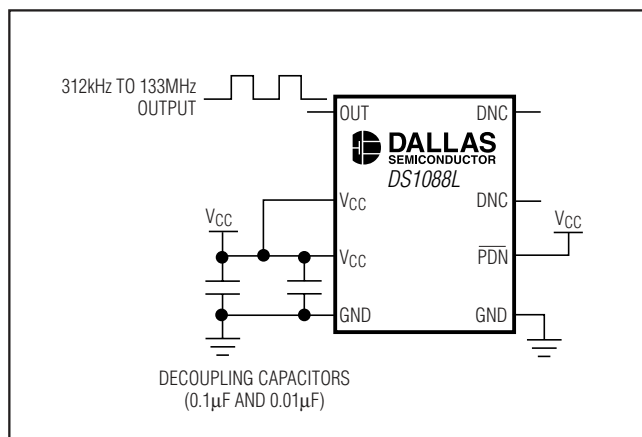 312kHz TO 133MHz
OUTPUT
OUT
DNC
DALLAS
SEMICONDUCTOR
DS1088L
VCC
DNC
VCC
VCC
VCC
PDN
GND
GND
DECOUPLING CAPACITORS
(0.1μF AND 0.01μF)